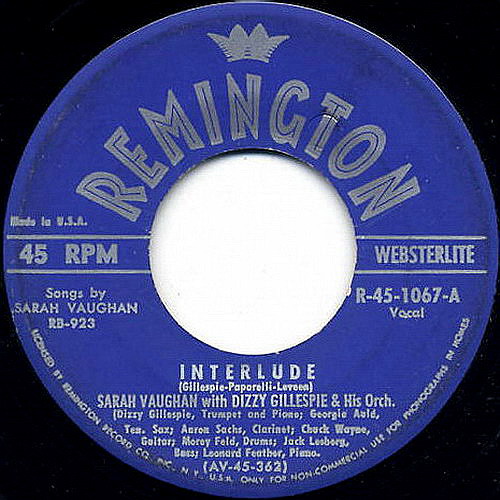 REMINGTON
Made in U.S.A.
45 RPM
WEBSTERLITE
Songs by
SARAH VAUGHAN
RB-923
R-45-1067-A
Vocal
INTERLUDE
(Gillespie-Paparelli-Leveen)
SARAH VAUGHAN with DIZZY GILLESPIE & His Orch.
(Dizzy Gillespie, Trumpet and Piano; Georgie Auld,
Ten. Sax; Aaron Sachs, Clarinet; Chuck Wayne,
Guitar; Morey Feld, Drums; Jack Lesberg,
Bass; Leonard Feather, Piano.
(AV-45-362)
LICENSED BY REMINGTON RECORD CO., INC., N. Y., U.S.A. ONLY FOR NON-COMMERCIAL USE FOR PHONOGRAPHS IN HOMES